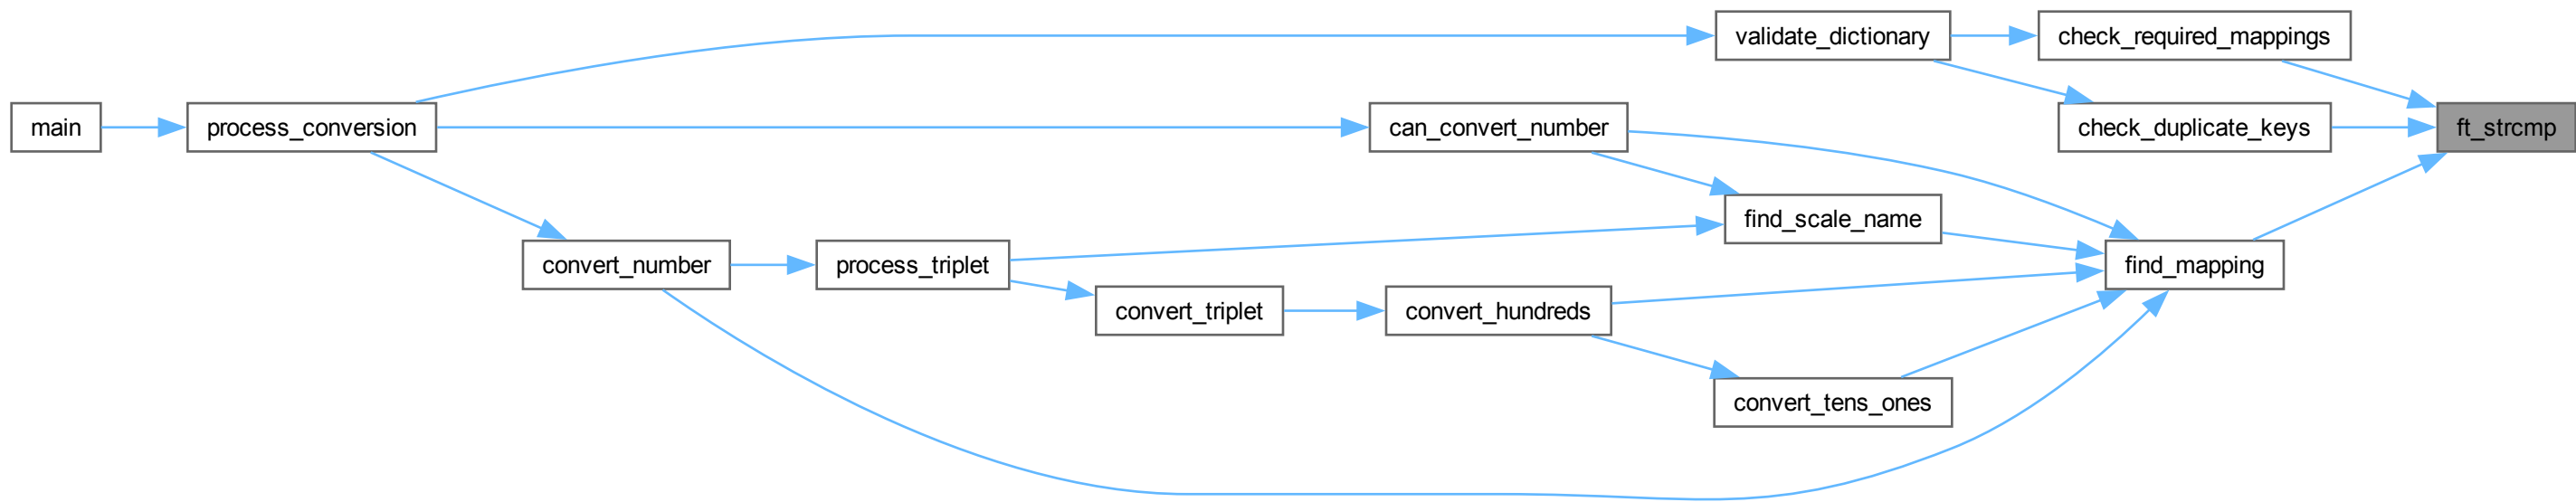 validate_dictionary
check_required_mappings
main
process_conversion
can_convert_number
check_duplicate_keys
ft_strcmp
find_scale_name
convert_number
process_triplet
find_mapping
convert_triplet
convert_hundreds
convert_tens_ones